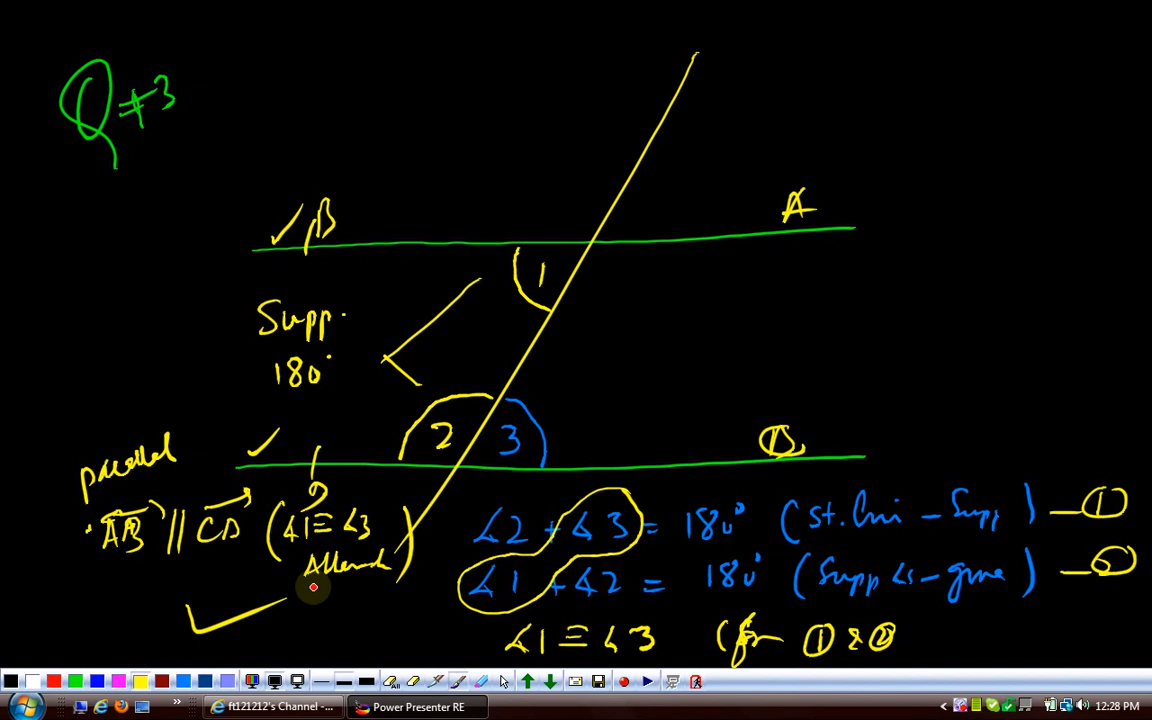 Q#3
B
A
1
Supp.
180°
2
3
D
parallel
AB || CD (∡1 ≅ ∡3
∡2 + ∡3 = 180° (st. line - Supp) — ①
∡1 + ∡2 = 180° (Supp ∡s - given) — ②
∡1 ≅ ∡3 (from ① & ②
ft121212's Channel - ...
Power Presenter RE
12:28 PM